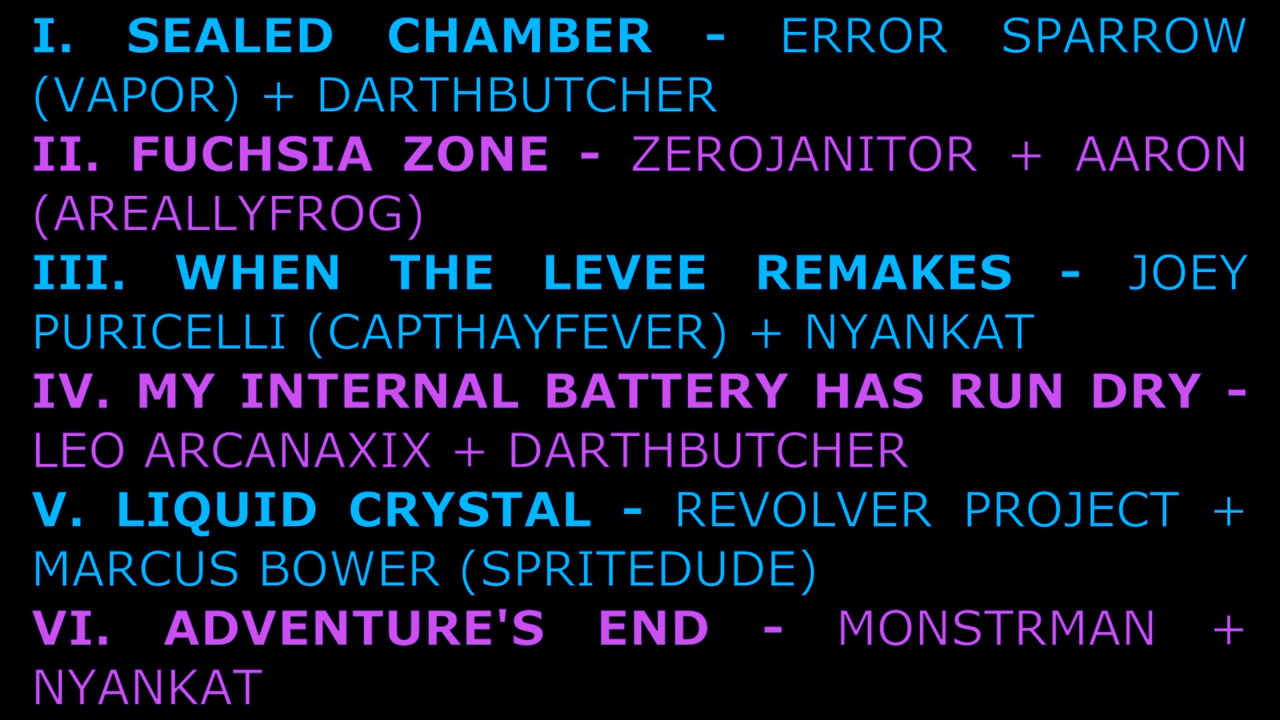 I. SEALED CHAMBER - ERROR SPARROW
(VAPOR) + DARTHBUTCHER
II. FUCHSIA ZONE - ZEROJANITOR + AARON
(AREALLYFROG)
III. WHEN THE LEVEE REMAKES - JOEY
PURICELLI (CAPTHAYFEVER) + NYANKAT
IV. MY INTERNAL BATTERY HAS RUN DRY -
LEO ARCANAXIX + DARTHBUTCHER
V. LIQUID CRYSTAL - REVOLVER PROJECT +
MARCUS BOWER (SPRITEDUDE)
VI. ADVENTURE'S END - MONSTRMAN +
NYANKAT